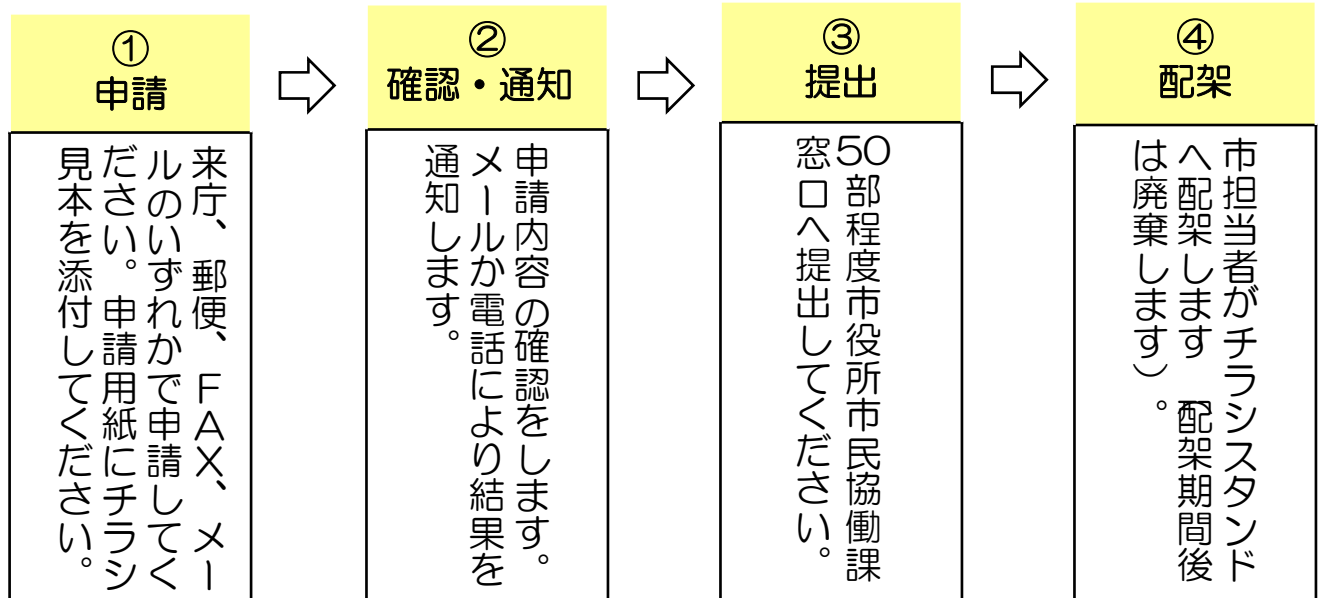 ①
申請
来庁、郵便、FAX、メー
ルのいずれかで申請してく
ださい。申請用紙にチラシ
見本を添付してください。
②
確認・通知
申請内容の確認をします。
メールか電話により結果を
通知します。
③
提出
50部程度市役所市民協働課
窓口へ提出してください。
④
配架
市担当者がチラシスタンド
へ配架します 配架期間後
は廃棄します）。